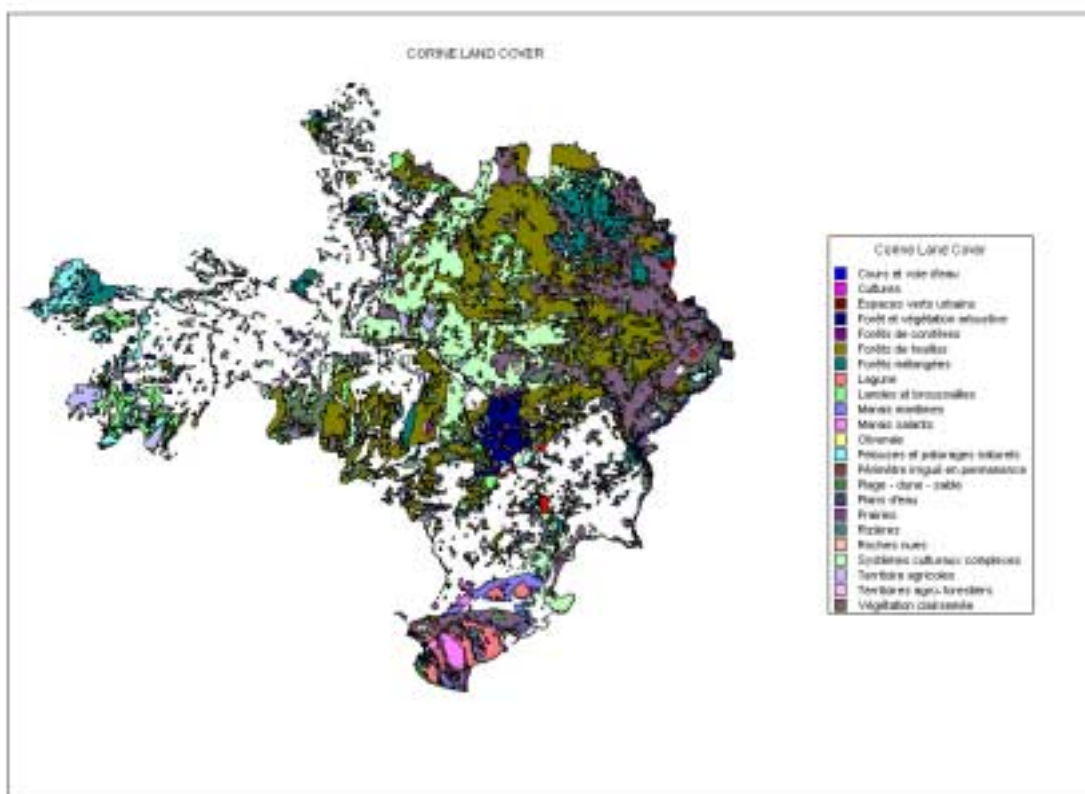 CORINE LAND COVER
Corine Land Cover
Cours et voie d'eau
Cultures
Espaces verts urbains
Forêt et végétation arbustive
Forêts de conifères
Forêts de feuillus
Forêts mélangées
Lagune
Landes et broussailles
Marais maritimes
Marais salants
Oliveraie
Pelouses et pâturages naturels
Périmètre irrigué en permanence
Plage - dune - sable
Plans d'eau
Prairies
Rizières
Roches nues
Systèmes culturaux complexes
Territoire agricoles
Territoires agro-forestiers
Végétation clairsemée